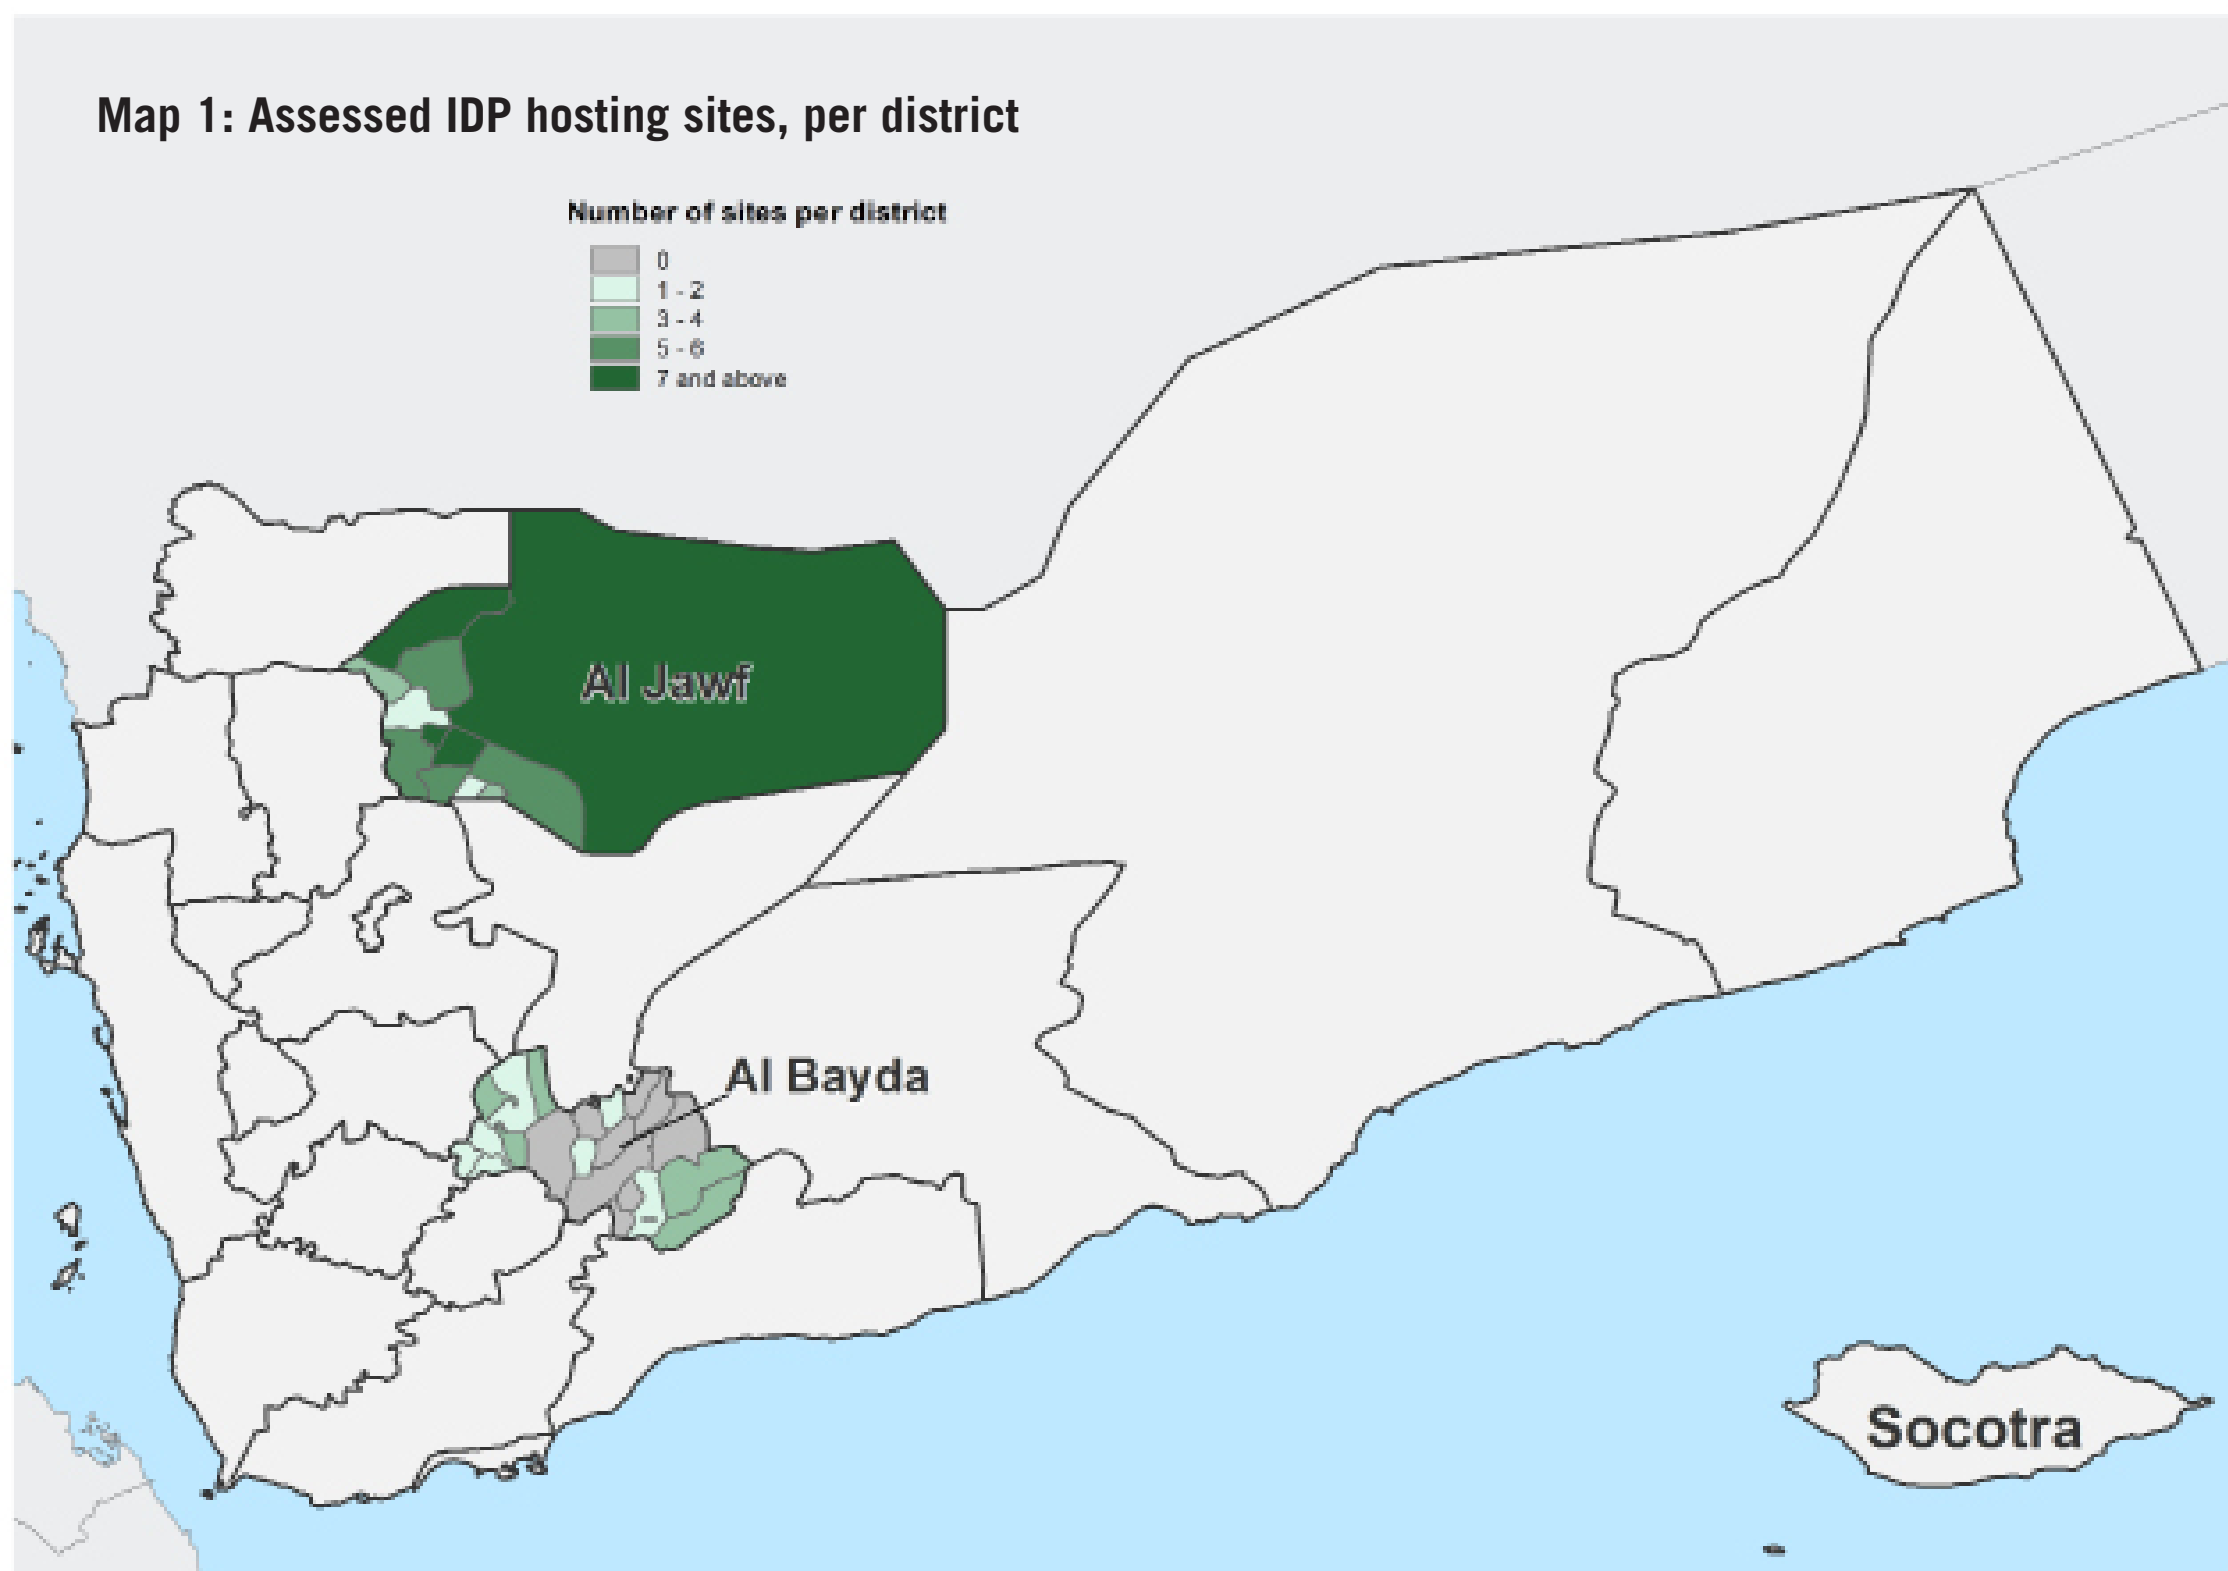 Map 1: Assessed IDP hosting sites, per district
Number of sites per district
0
1 - 2
3 - 4
5 - 6
7 and above
Al Jawf
Al Bayda
Socotra